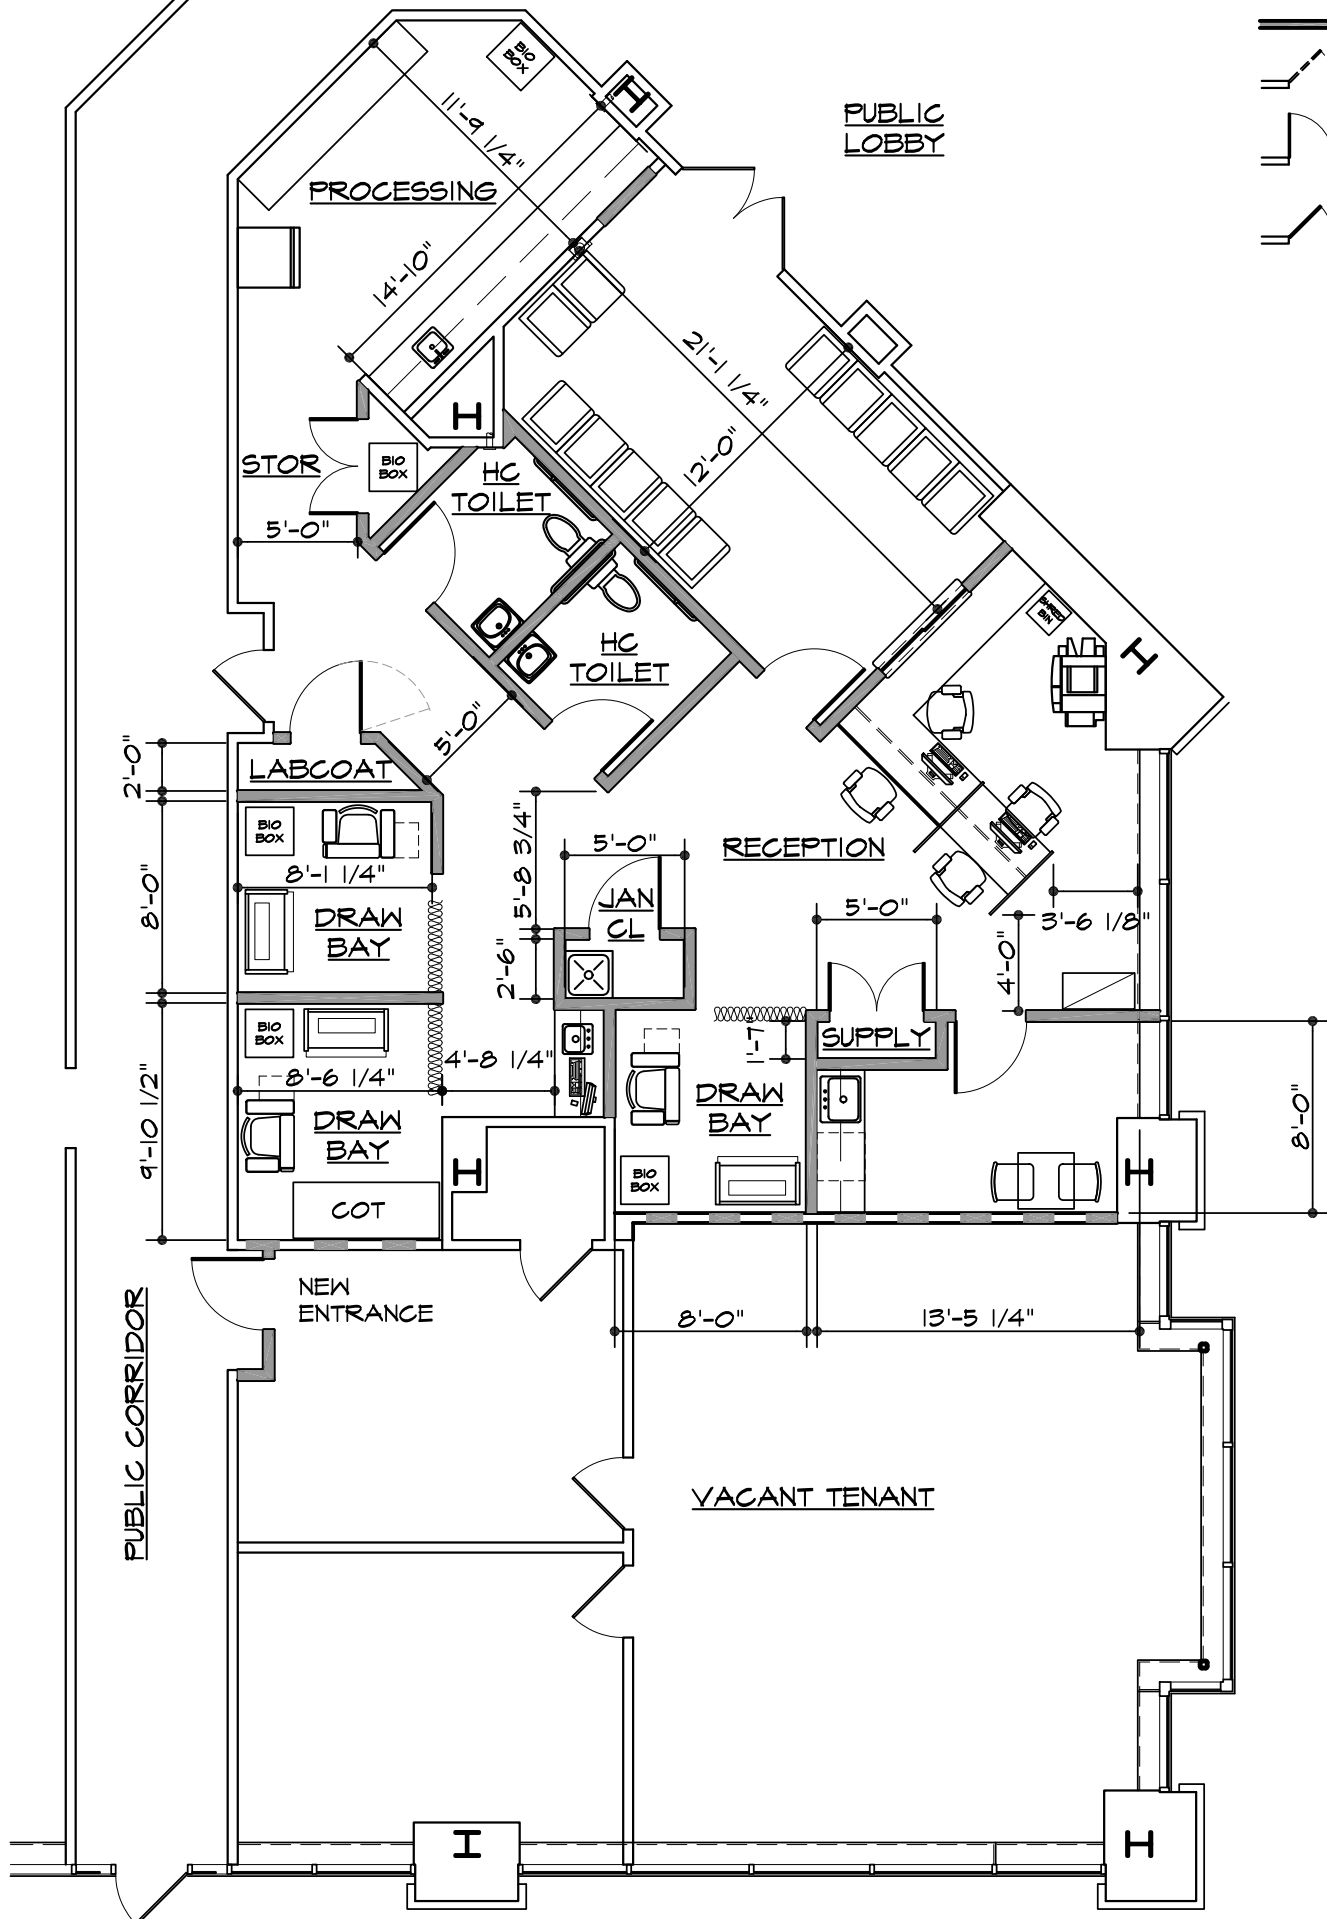 BIO
BOX
H
PUBLIC
LOBBY
11'-9 1/4"
PROCESSING
14'-10"
21'-1 1/4"
12'-0"
H
STOR
BIO
BOX
HC
TOILET
5'-0"
SHRED
BIN
HC
TOILET
H
5'-0"
2'-0"
LABCOAT
BIO
BOX
8'-1 1/4"
8'-0"
DRAW
BAY
5'-8 3/4"
5'-0"
JAN
CL
2'-6"
RECEPTION
5'-0"
3'-6 1/8"
4'-0"
BIO
BOX
8'-6 1/4"
4'-8 1/4"
1'-7"
SUPPLY
9'-10 1/2"
DRAW
BAY
H
DRAW
BAY
BIO
BOX
COT
H
8'-0"
NEW
ENTRANCE
8'-0"
13'-5 1/4"
PUBLIC CORRIDOR
VACANT TENANT
H
H